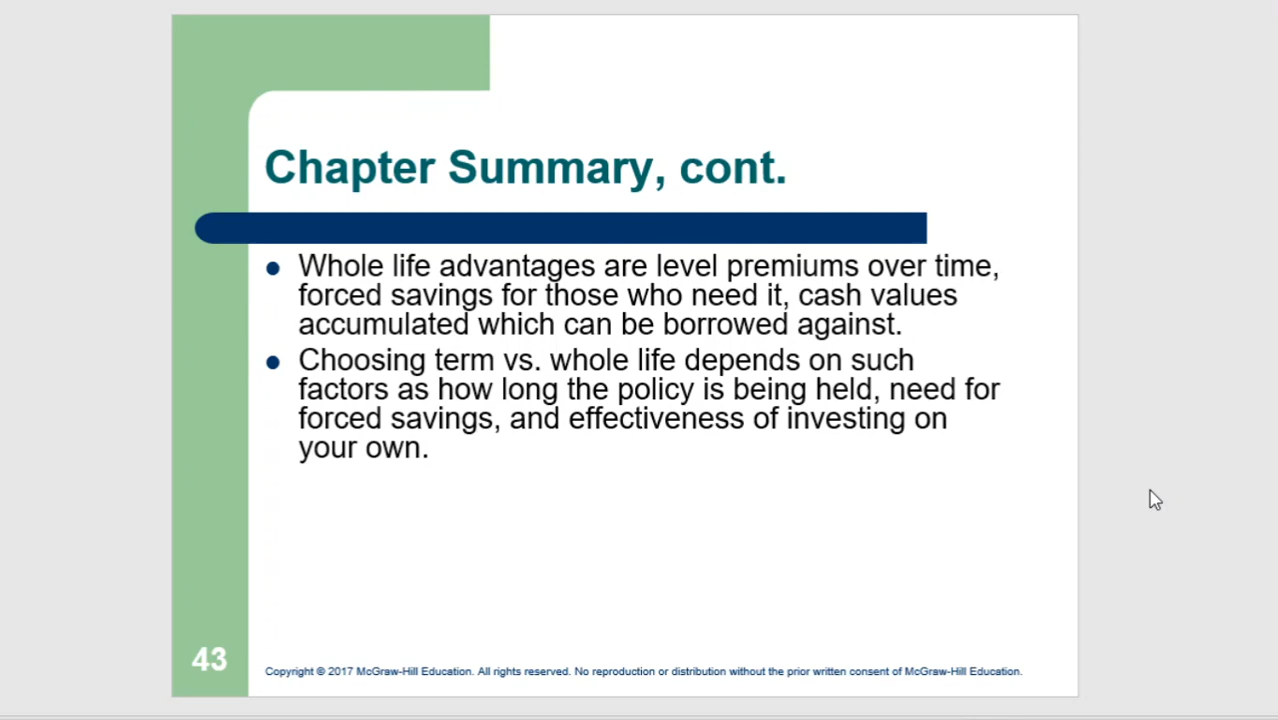 Chapter Summary, cont.
Whole life advantages are level premiums over time,
forced savings for those who need it, cash values
accumulated which can be borrowed against.
Choosing term vs. whole life depends on such
factors as how long the policy is being held, need for
forced savings, and effectiveness of investing on
your own.
43
Copyright © 2017 McGraw-Hill Education. All rights reserved. No reproduction or distribution without the prior written consent of McGraw-Hill Education.